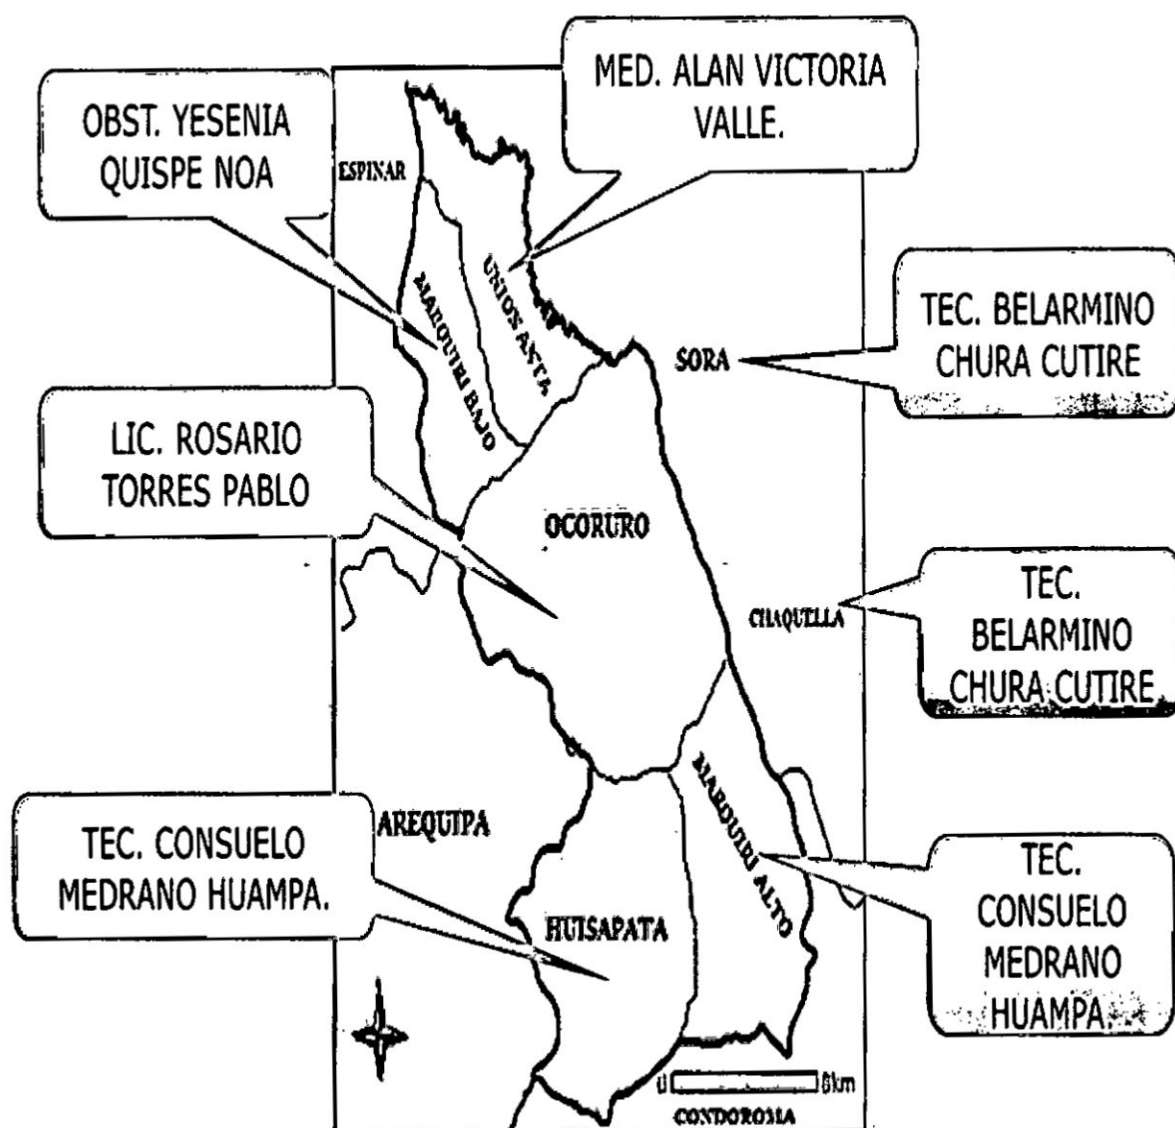 MED. ALAN VICTORIA
VALLE.
OBST. YESENIA
QUISPE NOA
ESPINAR
UNION ANTA
MARQUIRI BAJO
TEC. BELARMINO
CHURA CUTIRE
SORA
LIC. ROSARIO
TORRES PABLO
OCORURO
TEC.
BELARMINO
CHURA CUTIRE
CHAQUELLA
MARQUIRI ALTO
TEC. CONSUELO
MEDRANO HUAMPA.
AREQUIPA
HUISAPATA
TEC.
CONSUELO
MEDRANO
HUAMPA.
0 8km
CONDOROMA